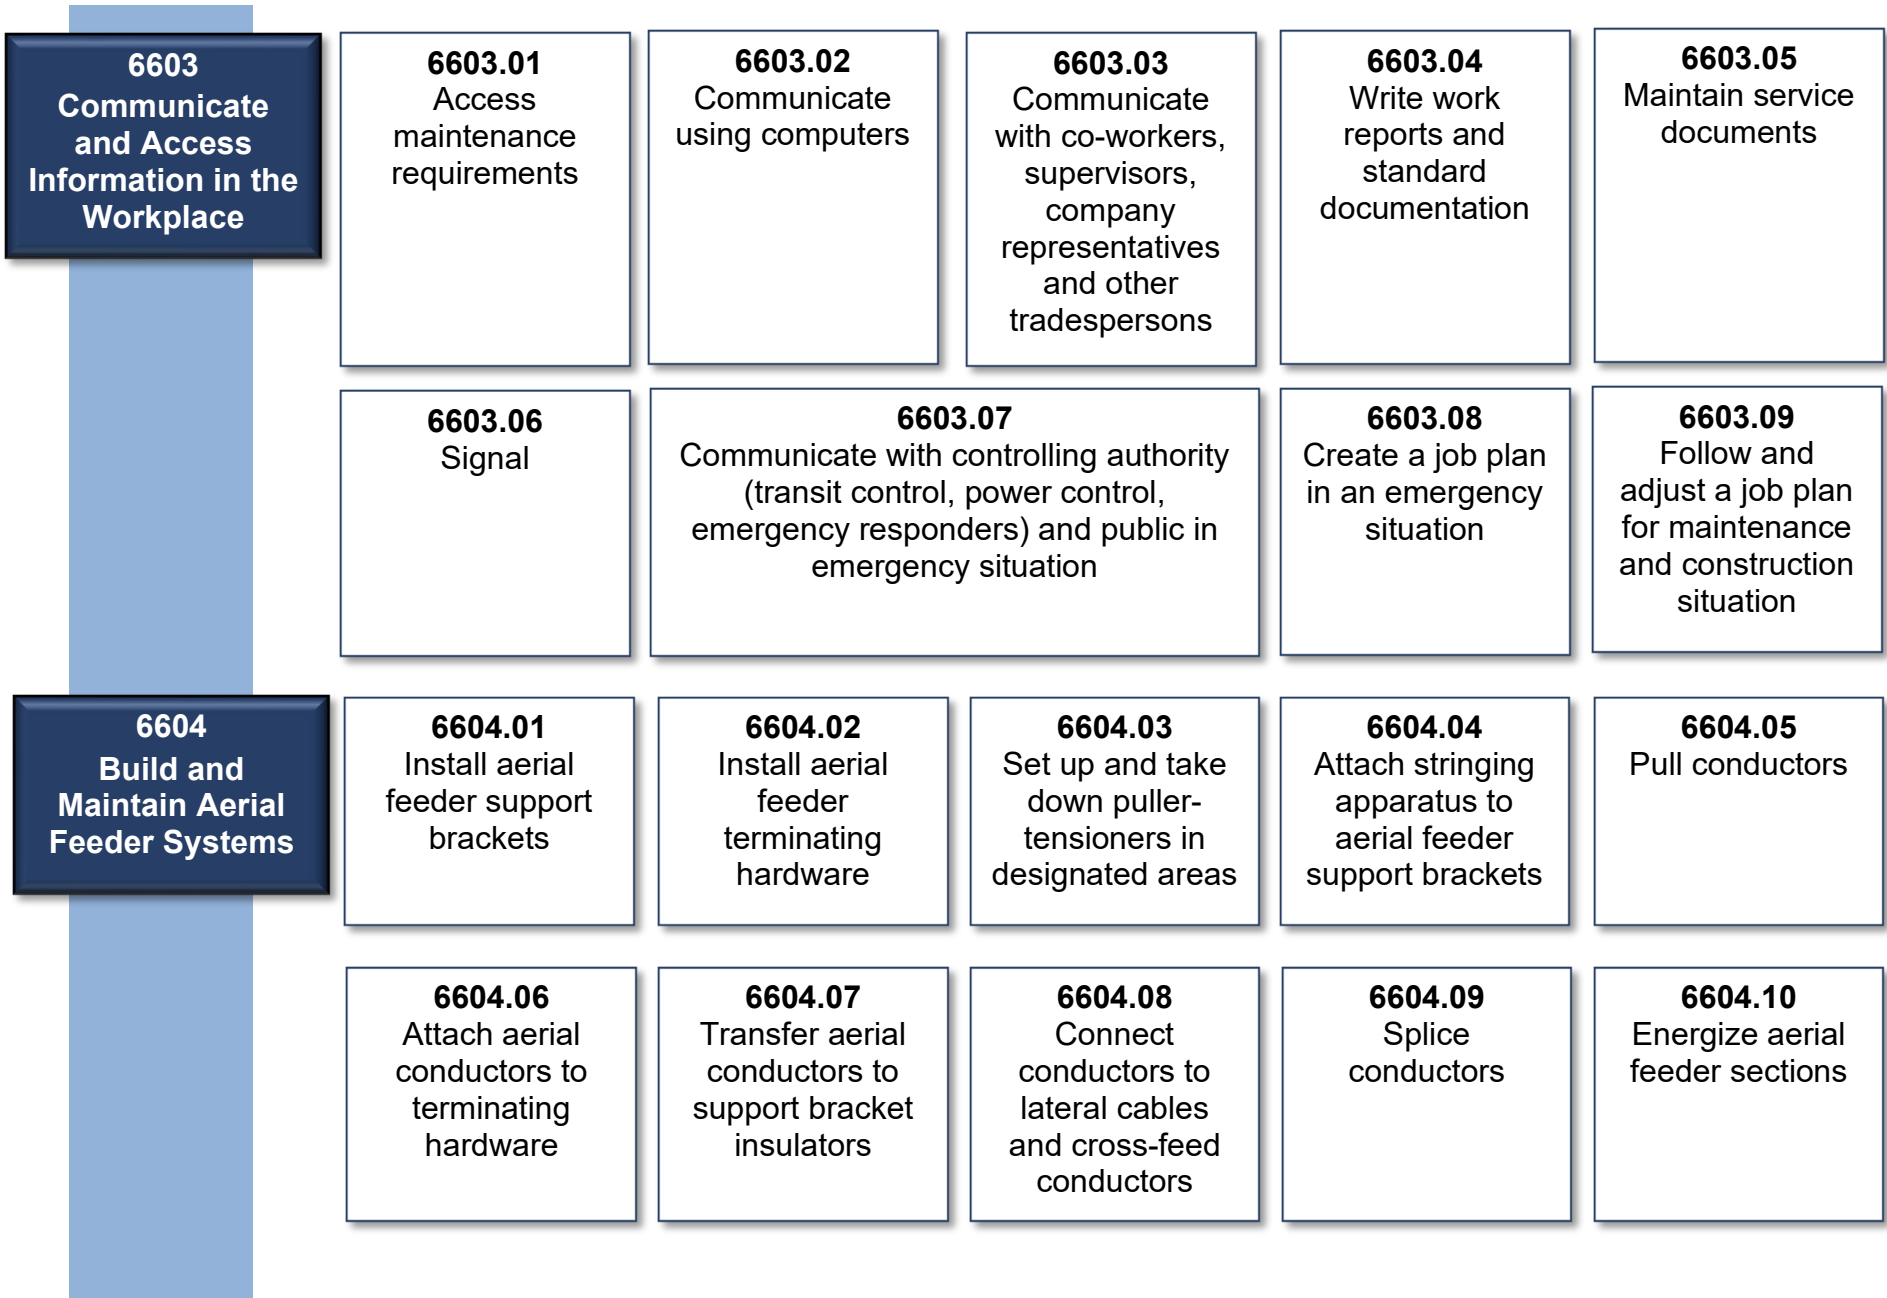 6603
Communicate
and Access
Information in the
Workplace
6603.01
Access
maintenance
requirements
6603.02
Communicate
using computers
6603.03
Communicate
with co-workers,
supervisors,
company
representatives
and other
tradespersons
6603.04
Write work
reports and
standard
documentation
6603.05
Maintain service
documents
6603.06
Signal
6603.07
Communicate with controlling authority
(transit control, power control,
emergency responders) and public in
emergency situation
6603.08
Create a job plan
in an emergency
situation
6603.09
Follow and
adjust a job plan
for maintenance
and construction
situation
6604
Build and
Maintain Aerial
Feeder Systems
6604.01
Install aerial
feeder support
brackets
6604.02
Install aerial
feeder
terminating
hardware
6604.03
Set up and take
down puller-
tensioners in
designated areas
6604.04
Attach stringing
apparatus to
aerial feeder
support brackets
6604.05
Pull conductors
6604.06
Attach aerial
conductors to
terminating
hardware
6604.07
Transfer aerial
conductors to
support bracket
insulators
6604.08
Connect
conductors to
lateral cables
and cross-feed
conductors
6604.09
Splice
conductors
6604.10
Energize aerial
feeder sections